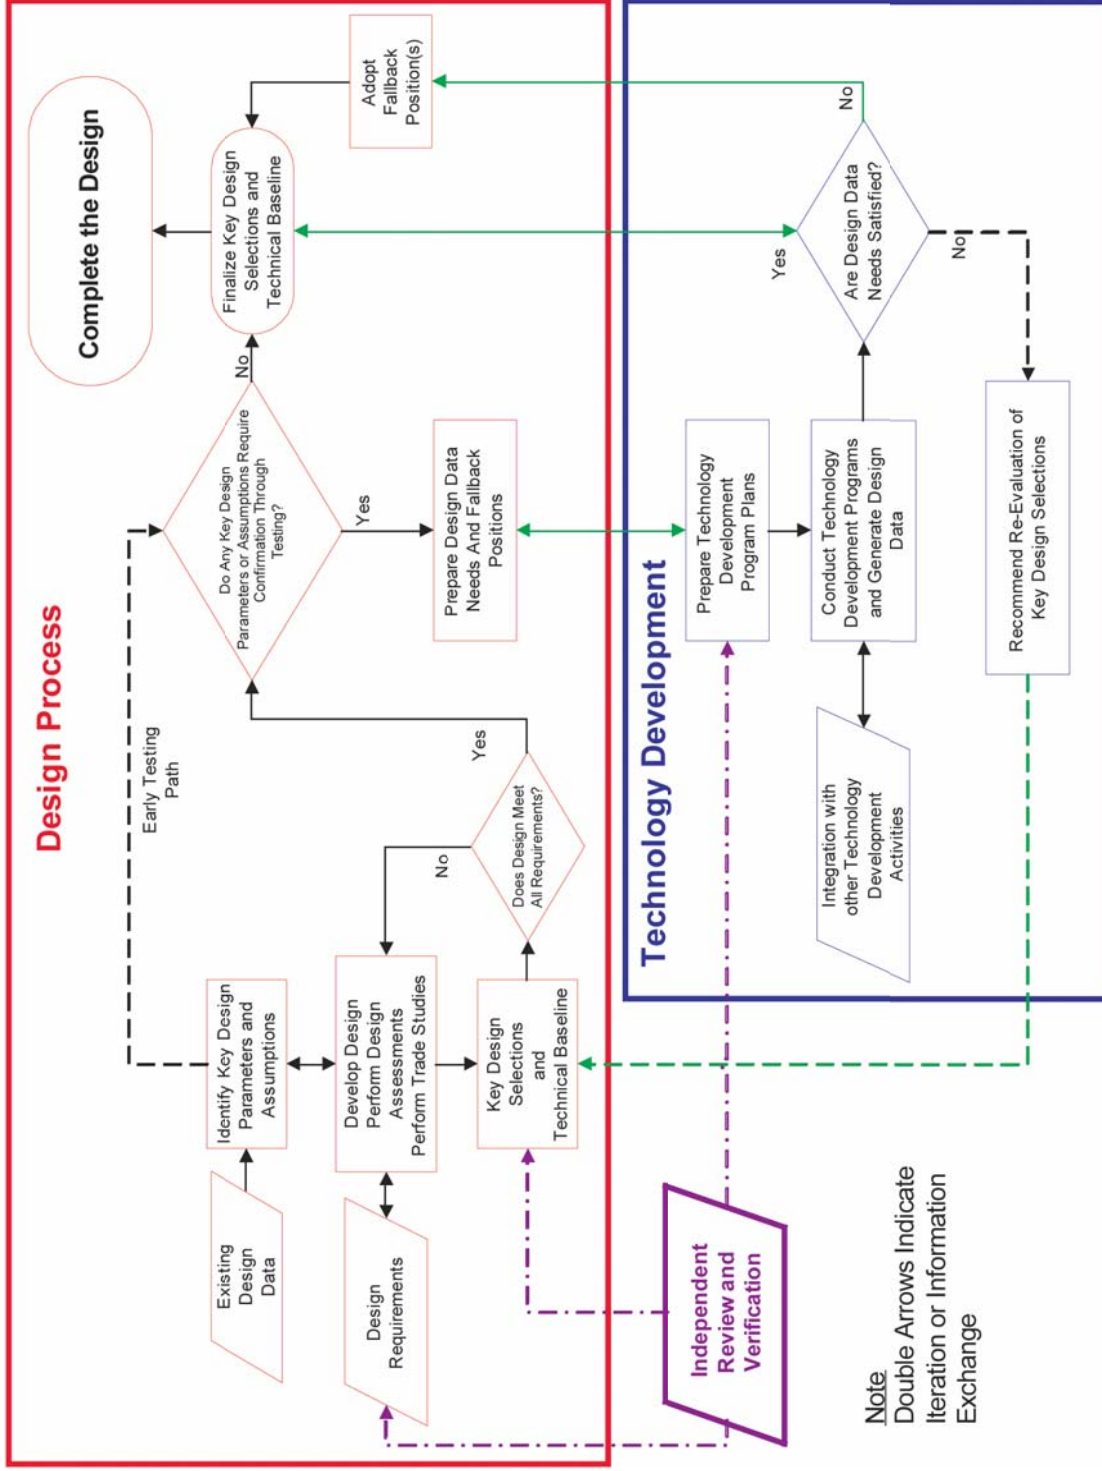 Design Process
Complete the Design
Early Testing
Path
Existing
Design
Data
Identify Key Design
Parameters and
Assumptions
Do Any Key Design
Parameters or Assumptions Require
Confirmation Through
Testing?
No
Finalize Key Design
Selections and
Technical Baseline
Adopt
Fallback
Position(s)
Design
Requirements
Develop Design
Perform Design
Assessments
Perform Trade Studies
No
Yes
Yes
Key Design
Selections
and
Technical Baseline
Does Design Meet
All Requirements?
Prepare Design Data
Needs And Fallback
Positions
Technology Development
Independent
Review and
Verification
Prepare Technology
Development
Program Plans
Yes
No
Integration with
other Technology
Development
Activities
Conduct Technology
Development Programs
and Generate Design
Data
Are Design Data
Needs Satisfied?
No
Recommend Re-Evaluation of
Key Design Selections
Note
Double Arrows Indicate
Iteration or Information
Exchange